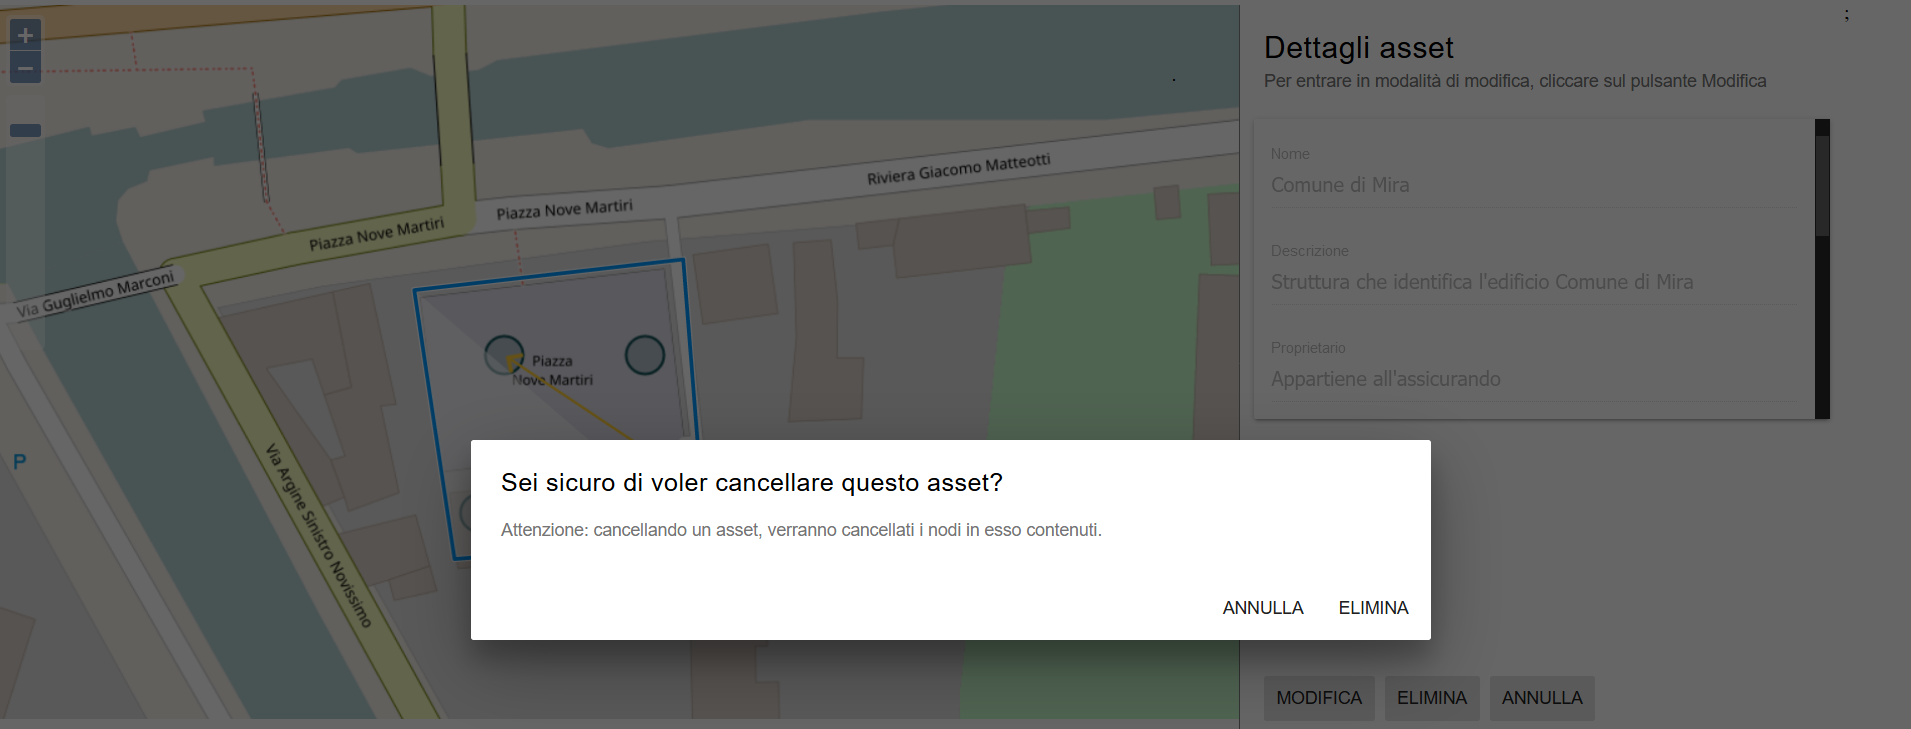 +
−
Riviera Giacomo Matteotti
Piazza Nove Martiri
Piazza Nove Martiri
Via Guglielmo Marconi
Piazza
Nove Martiri
P
Via Argine Sinistro Novissimo
;
Dettagli asset
Per entrare in modalità di modifica, cliccare sul pulsante Modifica
Nome
Comune di Mira
Descrizione
Struttura che identifica l'edificio Comune di Mira
Proprietario
Appartiene all'assicurando
Sei sicuro di voler cancellare questo asset?
Attenzione: cancellando un asset, verranno cancellati i nodi in esso contenuti.
ANNULLA ELIMINA
MODIFICA ELIMINA ANNULLA